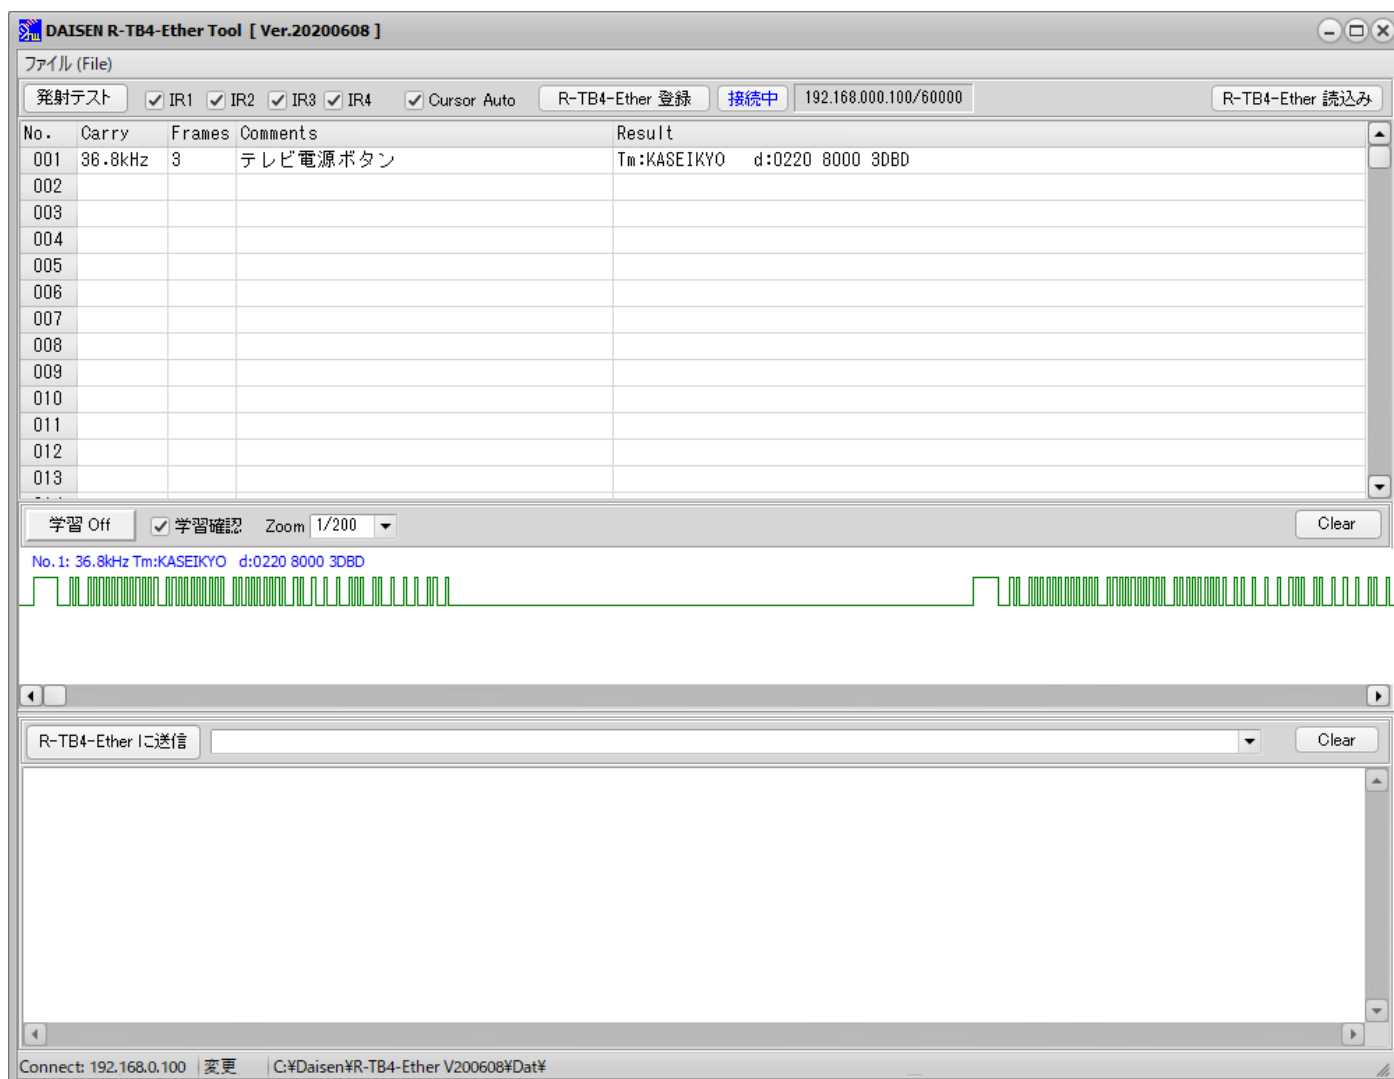 DAISEN R-TB4-Ether Tool [ Ver.20200608 ]
ファイル (File)
発射テスト IR1 IR2 IR3 IR4 Cursor Auto R-TB4-Ether 登録 接続中 192.168.000.100/60000 R-TB4-Ether 読込み
No. Carry Frames Comments Result
001 36.8kHz 3 テレビ電源ボタン Tm:KASEIKYO d:0220 8000 3DBD
002
003
004
005
006
007
008
009
010
011
012
013
学習 Off 学習確認 Zoom 1/200 Clear
No.1: 36.8kHz Tm:KASEIKYO d:0220 8000 3DBD
R-TB4-Ether に送信 Clear
Connect: 192.168.0.100 変更 C:¥Daisen¥R-TB4-Ether V200608¥Dat¥